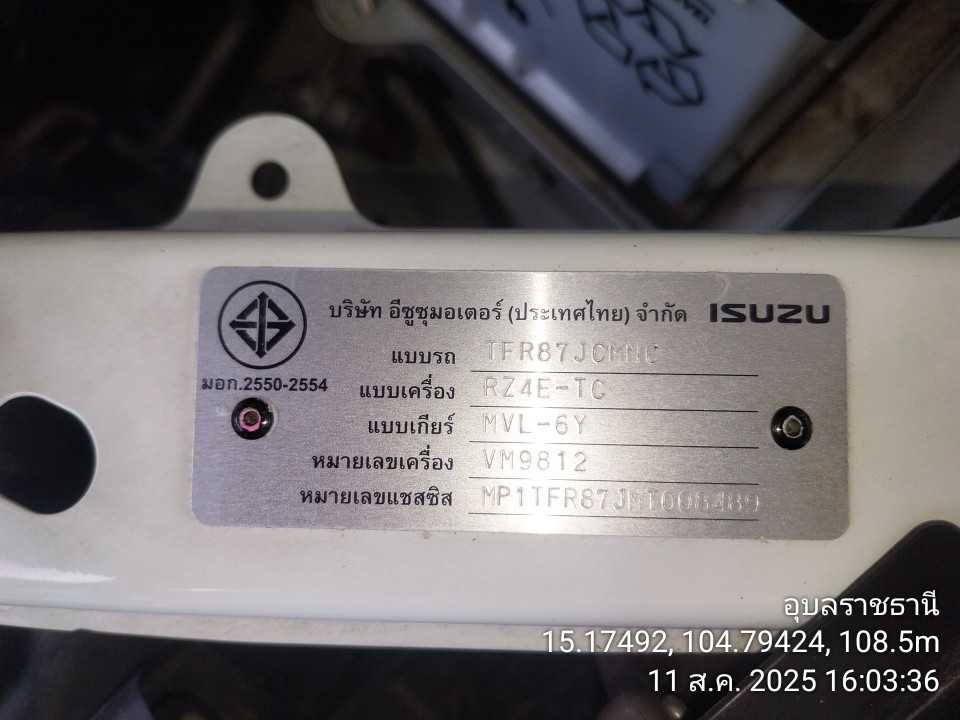 บริษัท อีซูซุมอเตอร์ (ประเทศไทย) จำกัด ISUZU
มอก.2550-2554
แบบรถ TFR87JCMNC
แบบเครื่อง RZ4E-TC
แบบเกียร์ MVL-6Y
หมายเลขเครื่อง VM9812
หมายเลขแชสซิส
อุบลราชธานี
15.17492, 104.79424, 108.5m
11 ส.ค. 2025 16:03:36